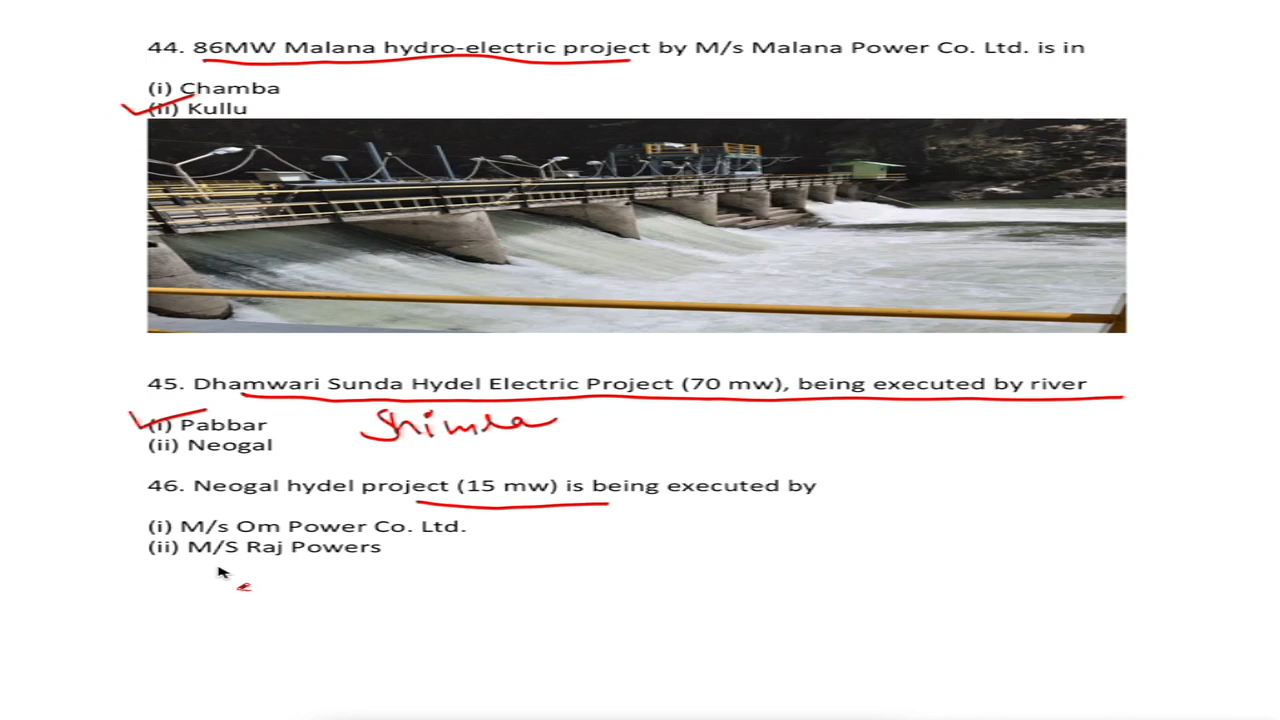 44. 86MW Malana hydro-electric project by M/s Malana Power Co. Ltd. is in
(i) Chamba
(ii) Kullu
45. Dhamwari Sunda Hydel Electric Project (70 mw), being executed by river
(i) Pabbar
Shimla
(ii) Neogal
46. Neogal hydel project (15 mw) is being executed by
(i) M/s Om Power Co. Ltd.
(ii) M/S Raj Powers